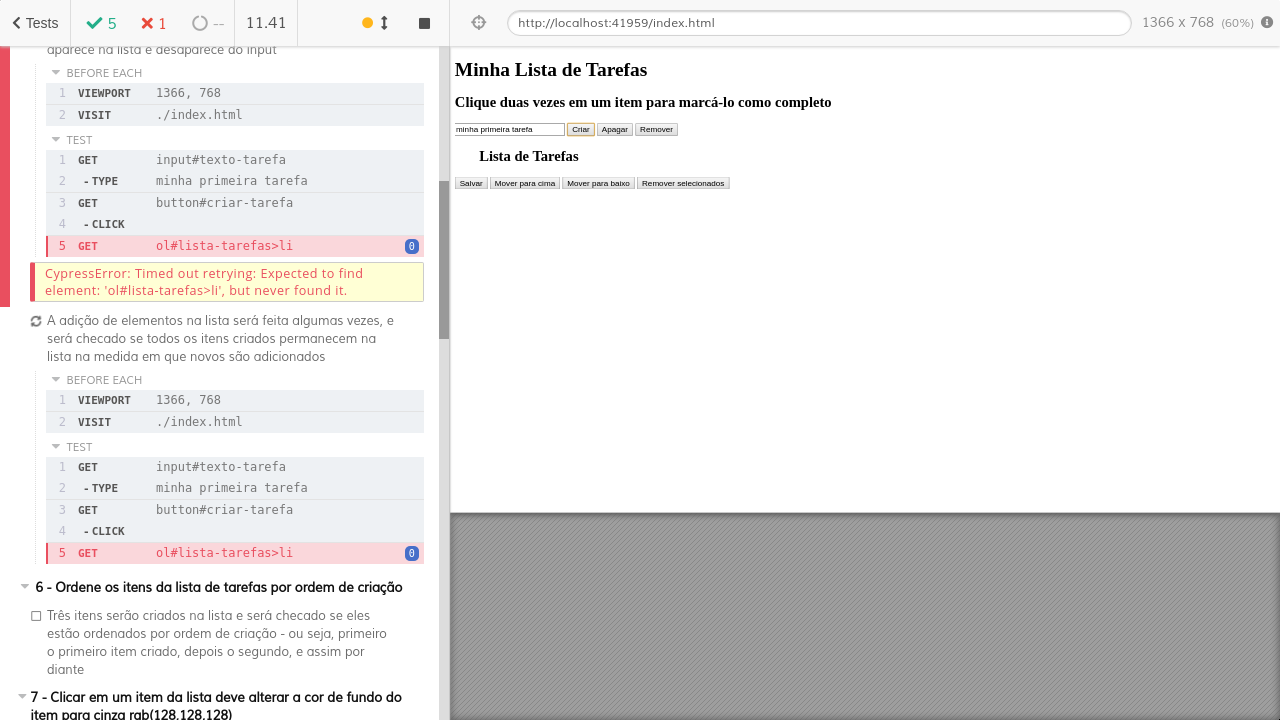 Tests
5
1
--
11.41
http://localhost:41959/index.html
1366 x 768 (60%)
aparece na lista e desaparece do input
BEFORE EACH
1 VIEWPORT 1366, 768
2 VISIT ./index.html
TEST
1 GET input#texto-tarefa
2 - TYPE minha primeira tarefa
3 GET button#criar-tarefa
4 - CLICK
5 GET ol#lista-tarefas>li 0
CypressError: Timed out retrying: Expected to find
element: 'ol#lista-tarefas>li', but never found it.
A adição de elementos na lista será feita algumas vezes, e
será checado se todos os itens criados permanecem na
lista na medida em que novos são adicionados
BEFORE EACH
1 VIEWPORT 1366, 768
2 VISIT ./index.html
TEST
1 GET input#texto-tarefa
2 - TYPE minha primeira tarefa
3 GET button#criar-tarefa
4 - CLICK
5 GET ol#lista-tarefas>li 0
6 - Ordene os itens da lista de tarefas por ordem de criação
Três itens serão criados na lista e será checado se eles
estão ordenados por ordem de criação - ou seja, primeiro
o primeiro item criado, depois o segundo, e assim por
diante
7 - Clicar em um item da lista deve alterar a cor de fundo do
item para cinza rgb(128,128,128)
Minha Lista de Tarefas
Clique duas vezes em um item para marcá-lo como completo
minha primeira tarefa Criar Apagar Remover
Lista de Tarefas
Salvar Mover para cima Mover para baixo Remover selecionados